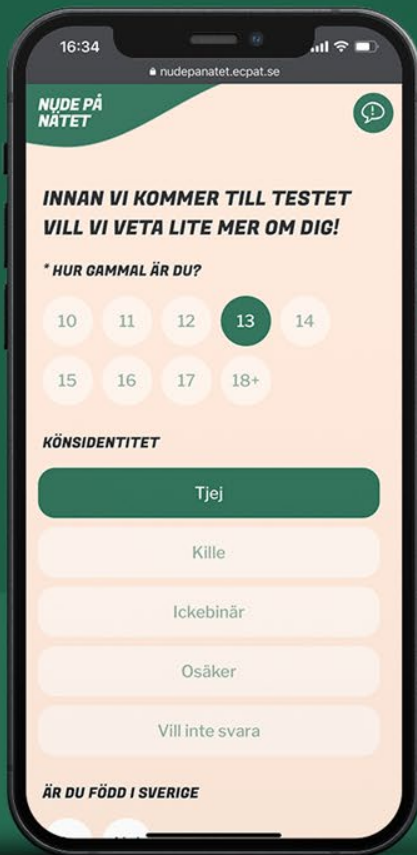 16:34
nudepanatet.ecpat.se
NUDE PÅ
NÄTET
INNAN VI KOMMER TILL TESTET
VILL VI VETA LITE MER OM DIG!
* HUR GAMMAL ÄR DU?
10 11 12 13 14
15 16 17 18+
KÖNSIDENTITET
Tjej
Kille
Ickebinär
Osäker
Vill inte svara
ÄR DU FÖDD I SVERIGE